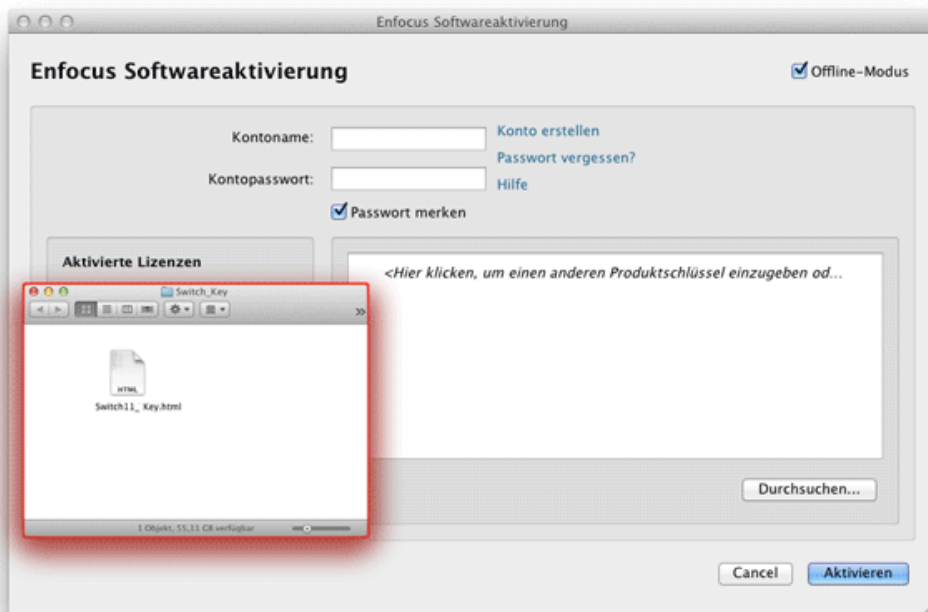 Enfocus Softwareaktivierung
Enfocus Softwareaktivierung
Offline-Modus
Kontoname:
Konto erstellen
Passwort vergessen?
Kontopasswort:
Hilfe
Passwort merken
Aktivierte Lizenzen
<Hier klicken, um einen anderen Produktschlüssel einzugeben od...
Switch_Key
HTML
Switch11_ Key.html
1 Objekt, 55,11 GB verfügbar
Durchsuchen...
Cancel
Aktivieren